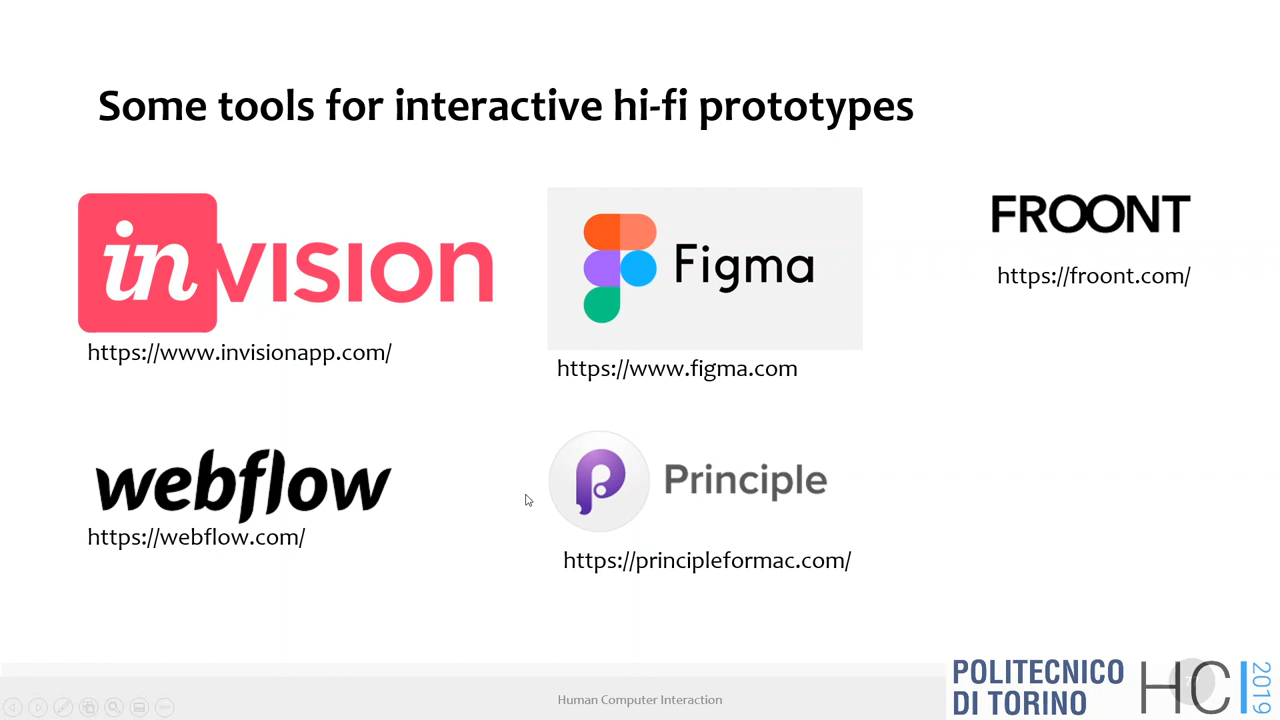 Some tools for interactive hi-fi prototypes
inVISION
https://www.invisionapp.com/
Figma
https://www.figma.com
FROONT
https://froont.com/
webflow
https://webflow.com/
Principle
https://principleformac.com/
Human Computer Interaction
POLITECNICO
DI TORINO
HCI
2019